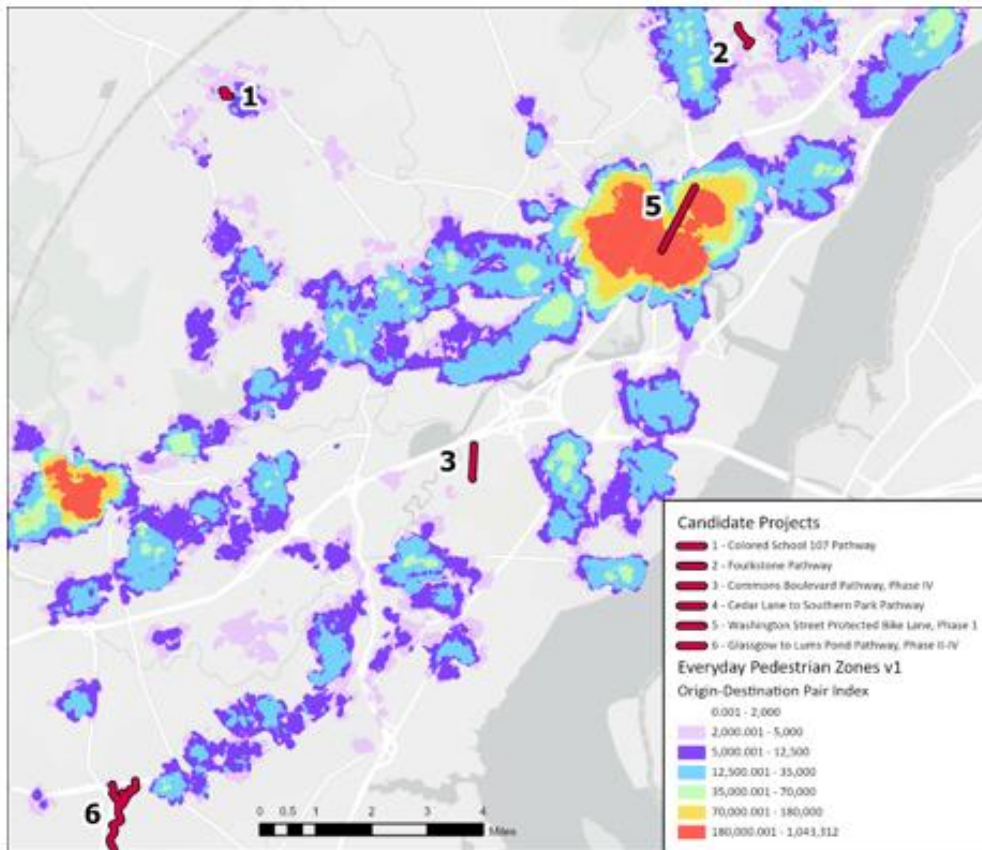 2
1
5
3
6
0 0.5 1 2 3 4
Miles
Candidate Projects
1 - Colored School 107 Pathway
2 - Foulkstone Pathway
3 - Commons Boulevard Pathway, Phase IV
4 - Cedar Lane to Southern Park Pathway
5 - Washington Street Protected Bike Lane, Phase 1
6 - Glassgow to Lums Pond Pathway, Phase II-IV
Everyday Pedestrian Zones v1
Origin-Destination Pair Index
0.001 - 2,000
2,000.001 - 5,000
5,000.001 - 12,500
12,500.001 - 35,000
35,000.001 - 70,000
70,000.001 - 180,000
180,000.001 - 1,043,312